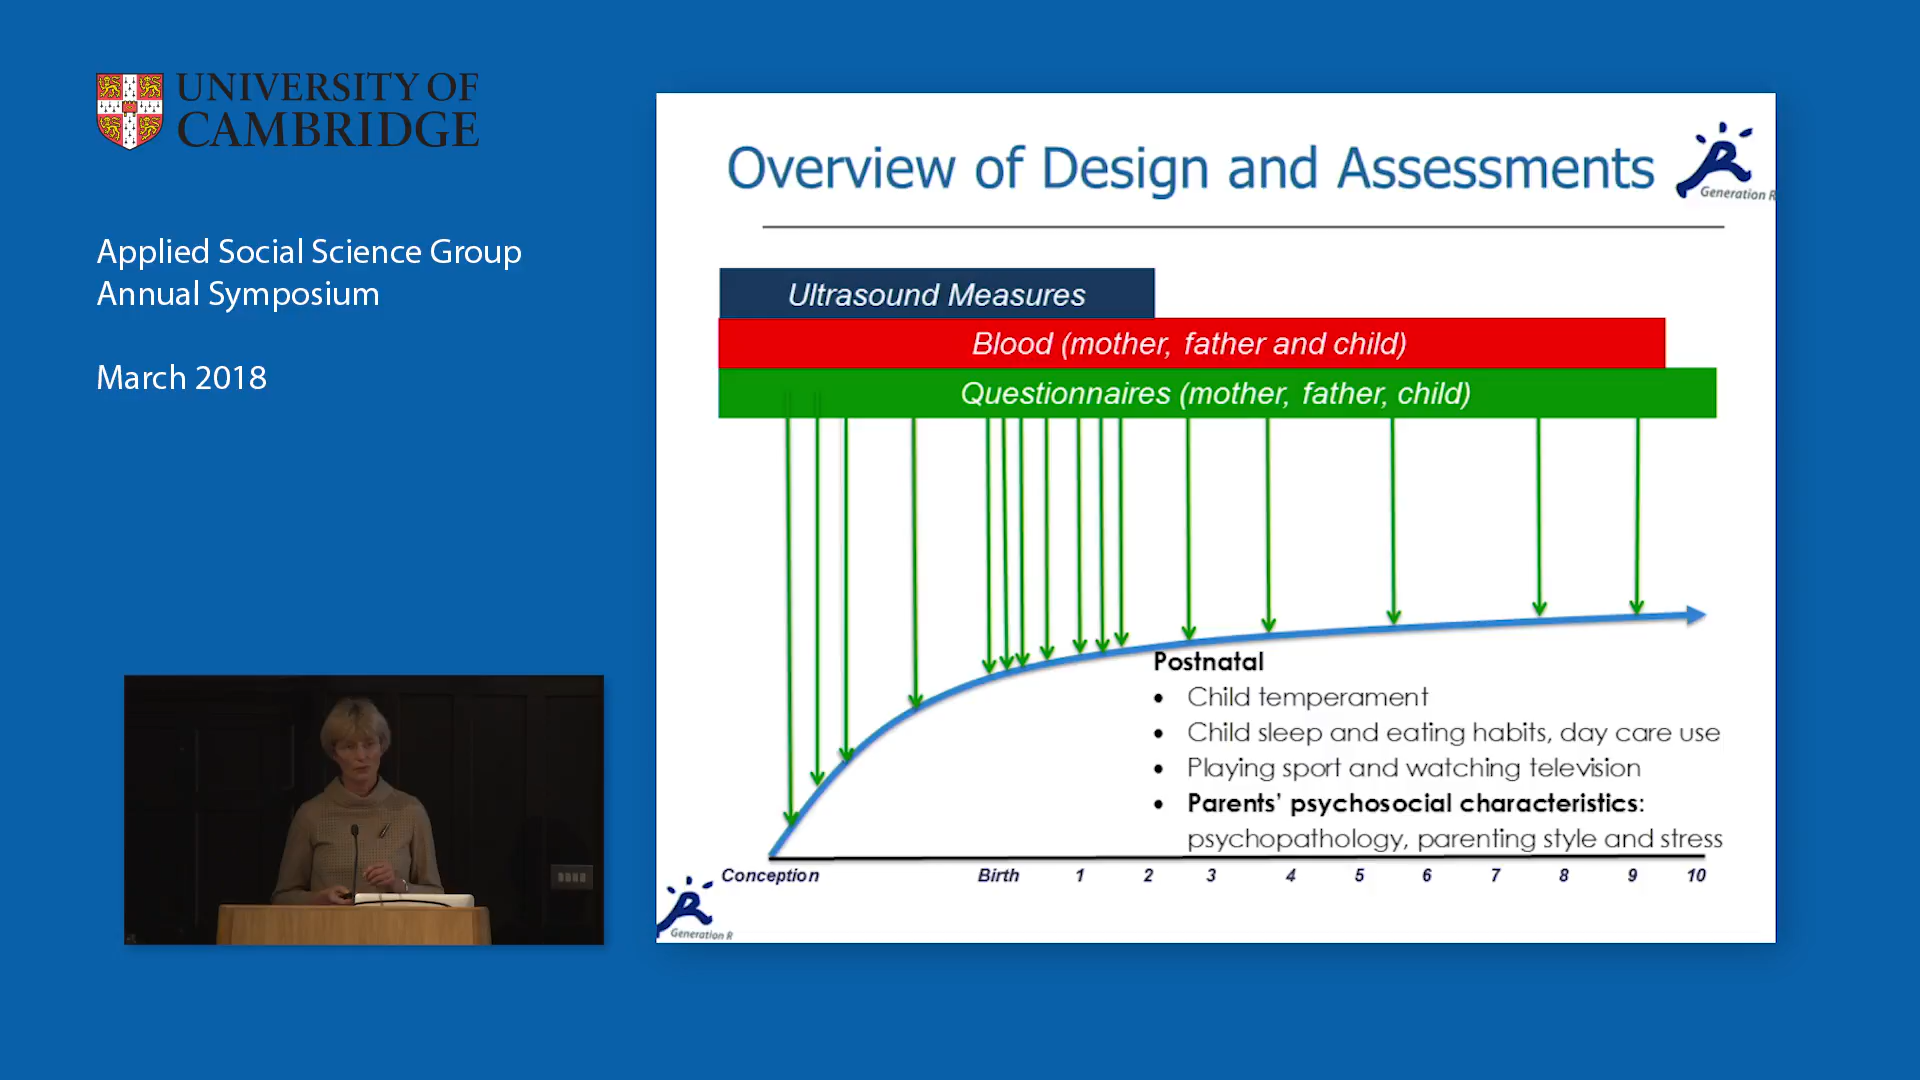 UNIVERSITY OF
CAMBRIDGE
Applied Social Science Group
Annual Symposium
March 2018
Overview of Design and Assessments
Generation R
Ultrasound Measures
Blood (mother, father and child)
Questionnaires (mother, father, child)
Postnatal
• Child temperament
• Child sleep and eating habits, day care use
• Playing sport and watching television
• Parents’ psychosocial characteristics:
psychopathology, parenting style and stress
Conception Birth 1 2 3 4 5 6 7 8 9 10
Generation R